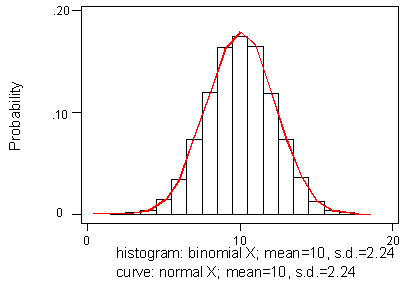 .20
Probability
.10
0
0 10 20
histogram: binomial X; mean=10, s.d.=2.24
curve: normal X; mean=10, s.d.=2.24